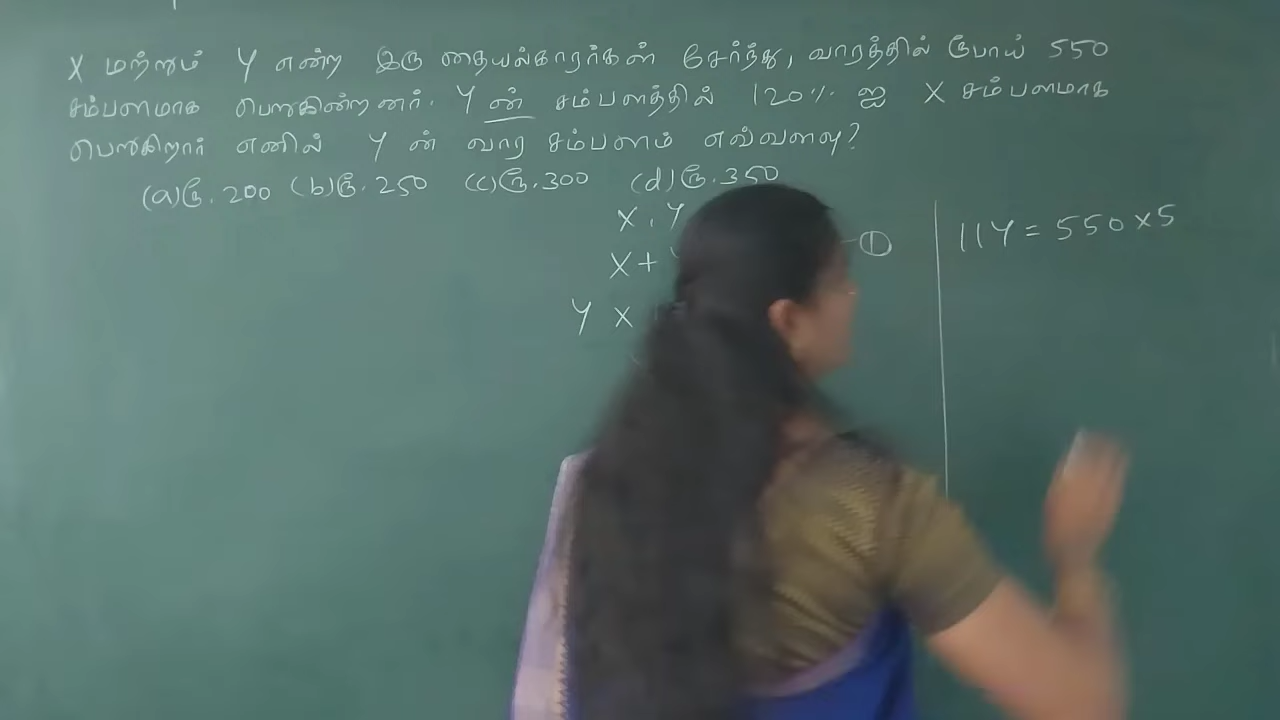 X மற்றும் Y என்ற இரு தையல்காரர்கள் சேர்ந்து, வாரத்தில் ரூபாய் 550
சம்பளமாக பெறுகின்றனர். Y ன் சம்பளத்தில் 120% ஐ X சம்பளமாக
பெறுகிறார் எனில் Y ன் வார சம்பளம் எவ்வளவு?
(a) ரூ. 200 (b) ரூ. 250 (c) ரூ. 300 (d) ரூ. 350
X, Y
X +
①
Y X
11Y = 550 x 5